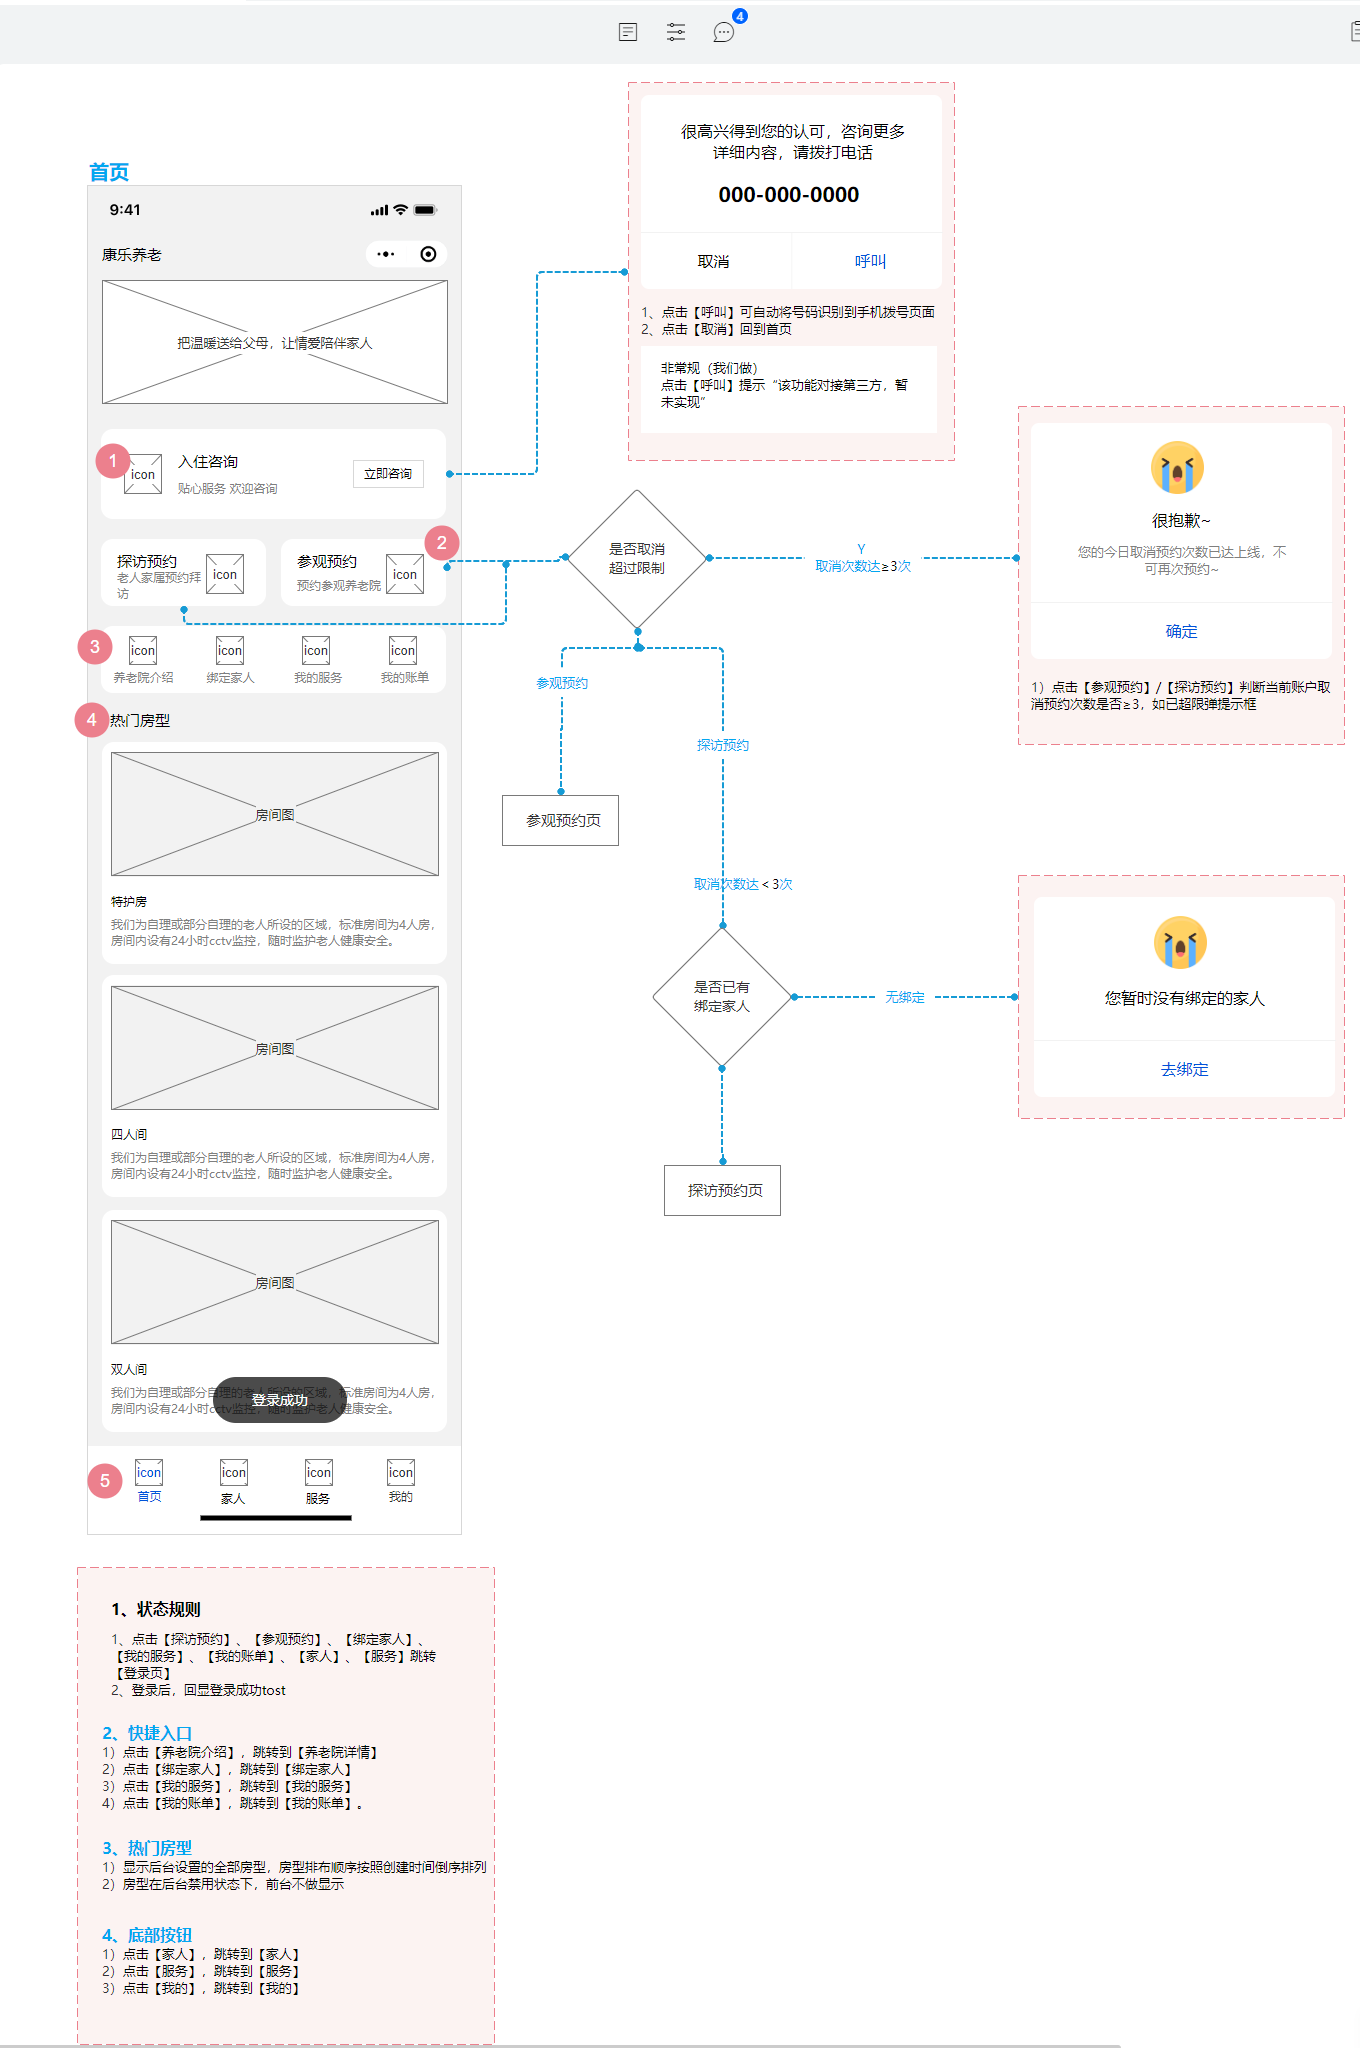 4
首页
9:41
康乐养老
把温暖送给父母，让情爱陪伴家人
1
icon
入住咨询
贴心服务 欢迎咨询
立即咨询
2
探访预约
老人家属预约拜
访
icon
参观预约
预约参观养老院
icon
3
icon
icon
icon
icon
养老院介绍
绑定家人
我的服务
我的账单
4
热门房型
房间图
特护房
我们为自理或部分自理的老人所设的区域，标准房间为4人房，
房间内设有24小时cctv监控，随时监护老人健康安全。
房间图
四人间
我们为自理或部分自理的老人所设的区域，标准房间为4人房，
房间内设有24小时cctv监控，随时监护老人健康安全。
房间图
双人间
我们为自理或部分自理的老人所设的区域，标准房间为4人房，
房间内设有24小时cctv监控，随时监护老人健康安全。
登录成功
5
icon
icon
icon
icon
首页
家人
服务
我的
很高兴得到您的认可，咨询更多
详细内容，请拨打电话
000-000-0000
取消
呼叫
1、点击【呼叫】可自动将号码识别到手机拨号页面
2、点击【取消】回到首页
非常规（我们做）
点击【呼叫】提示“该功能对接第三方，暂
未实现”
是否取消
超过限制
Y
取消次数达≥3次
很抱歉~
您的今日取消预约次数已达上线，不
可再次预约~
确定
1）点击【参观预约】/【探访预约】判断当前账户取
消预约次数是否≥3，如已超限弹提示框
参观预约
探访预约
参观预约页
取消次数达＜3次
是否已有
绑定家人
无绑定
您暂时没有绑定的家人
去绑定
探访预约页
1、状态规则
1、点击【探访预约】、【参观预约】、【绑定家人】、
【我的服务】、【我的账单】、【家人】、【服务】跳转
【登录页】
2、登录后，回显登录成功tost
2、快捷入口
1）点击【养老院介绍】，跳转到【养老院详情】
2）点击【绑定家人】，跳转到【绑定家人】
3）点击【我的服务】，跳转到【我的服务】
4）点击【我的账单】，跳转到【我的账单】。
3、热门房型
1）显示后台设置的全部房型，房型排布顺序按照创建时间倒序排列
2）房型在后台禁用状态下，前台不做显示
4、底部按钮
1）点击【家人】，跳转到【家人】
2）点击【服务】，跳转到【服务】
3）点击【我的】，跳转到【我的】